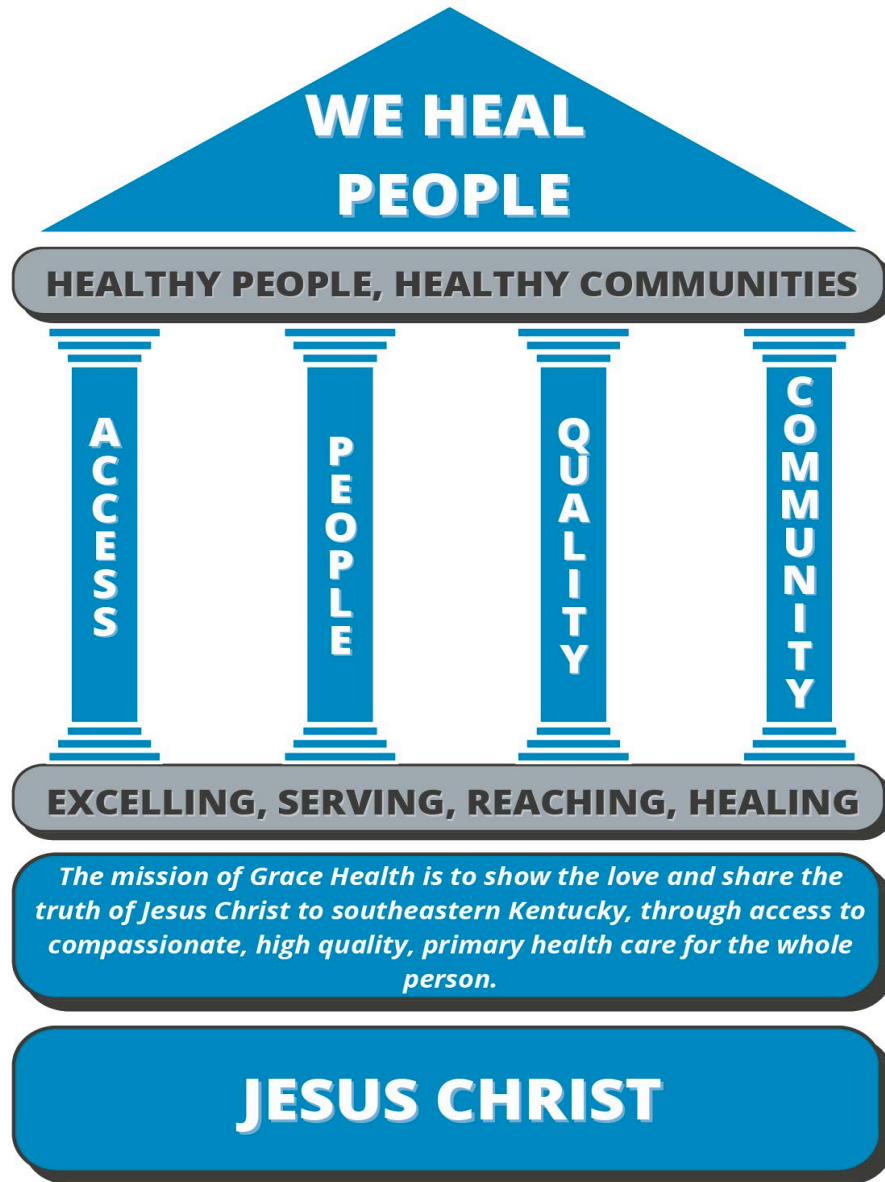 WE HEAL
PEOPLE
HEALTHY PEOPLE, HEALTHY COMMUNITIES
ACCESS
PEOPLE
QUALITY
COMMUNITY
EXCELLING, SERVING, REACHING, HEALING
The mission of Grace Health is to show the love and share the
truth of Jesus Christ to southeastern Kentucky, through access to
compassionate, high quality, primary health care for the whole
person.
JESUS CHRIST